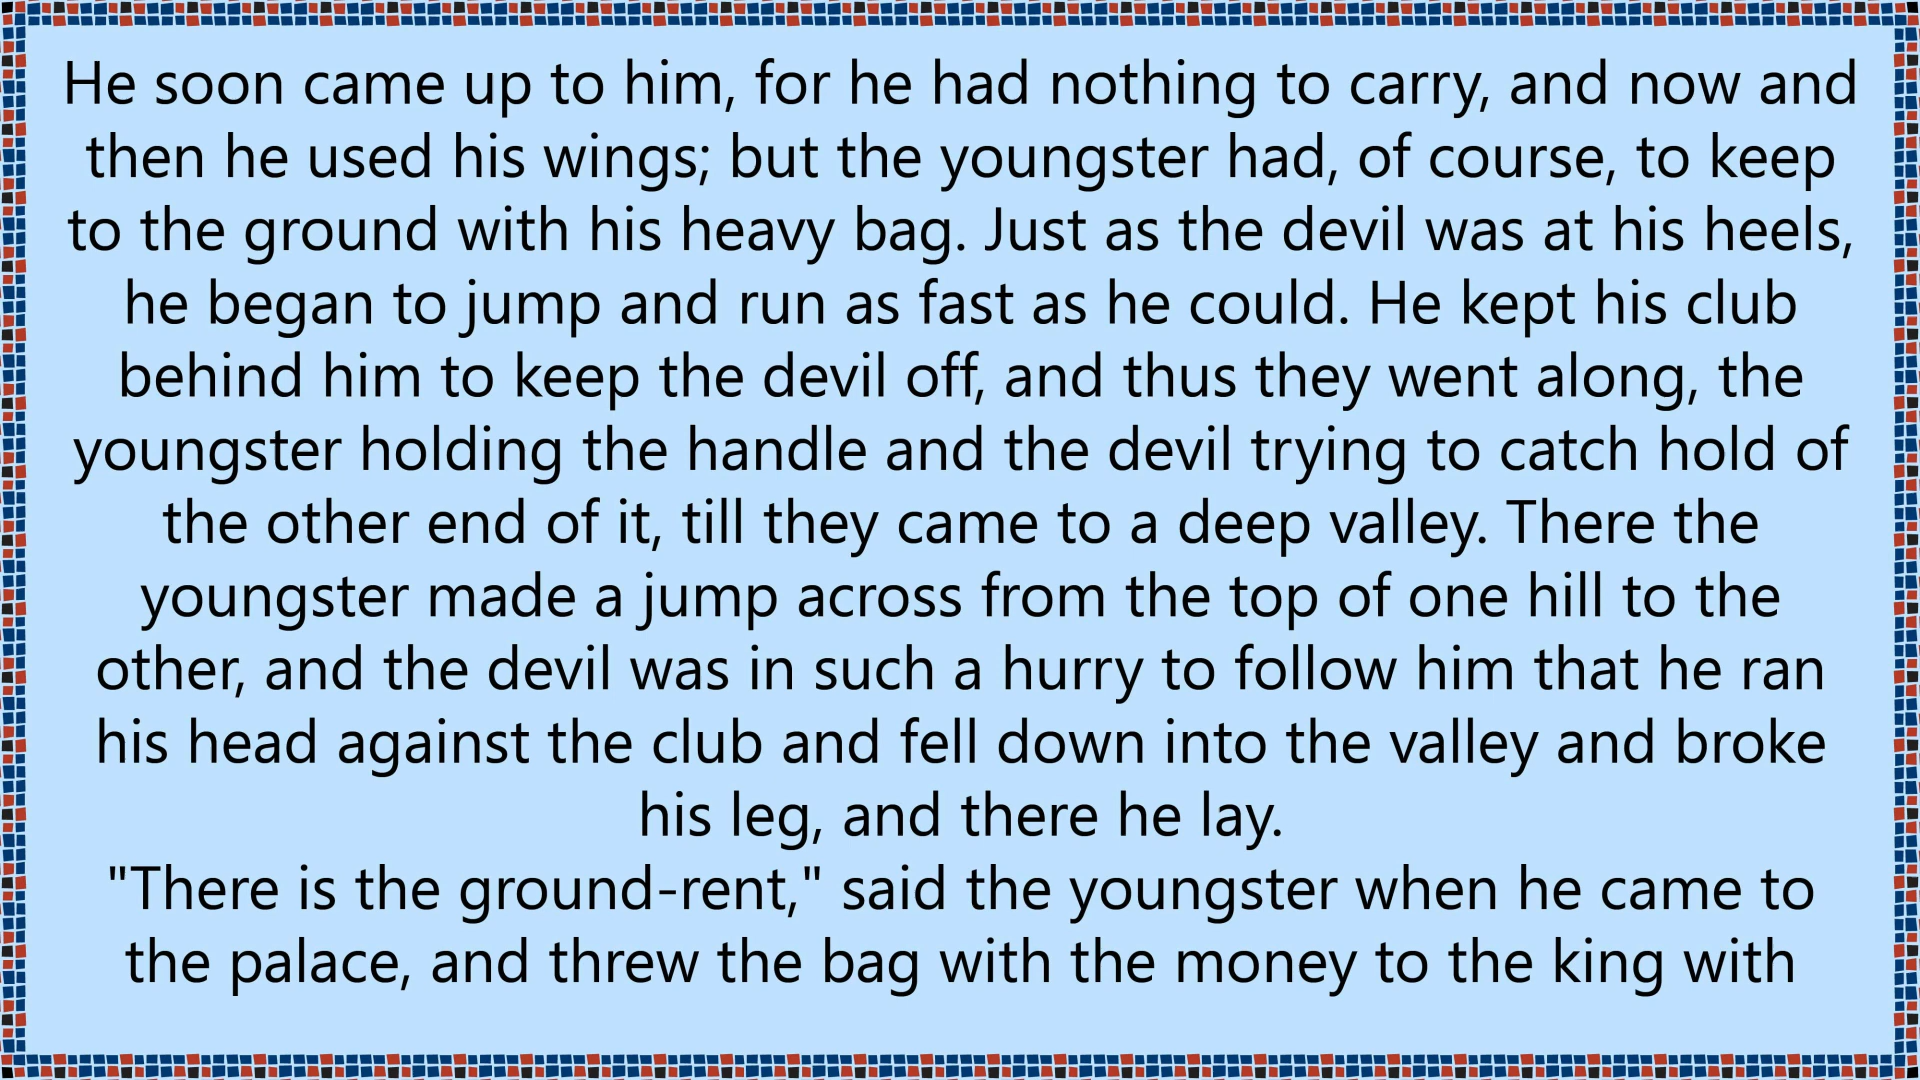 He soon came up to him, for he had nothing to carry, and now and
then he used his wings; but the youngster had, of course, to keep
to the ground with his heavy bag. Just as the devil was at his heels,
he began to jump and run as fast as he could. He kept his club
behind him to keep the devil off, and thus they went along, the
youngster holding the handle and the devil trying to catch hold of
the other end of it, till they came to a deep valley. There the
youngster made a jump across from the top of one hill to the
other, and the devil was in such a hurry to follow him that he ran
his head against the club and fell down into the valley and broke
his leg, and there he lay.
"There is the ground-rent," said the youngster when he came to
the palace, and threw the bag with the money to the king with